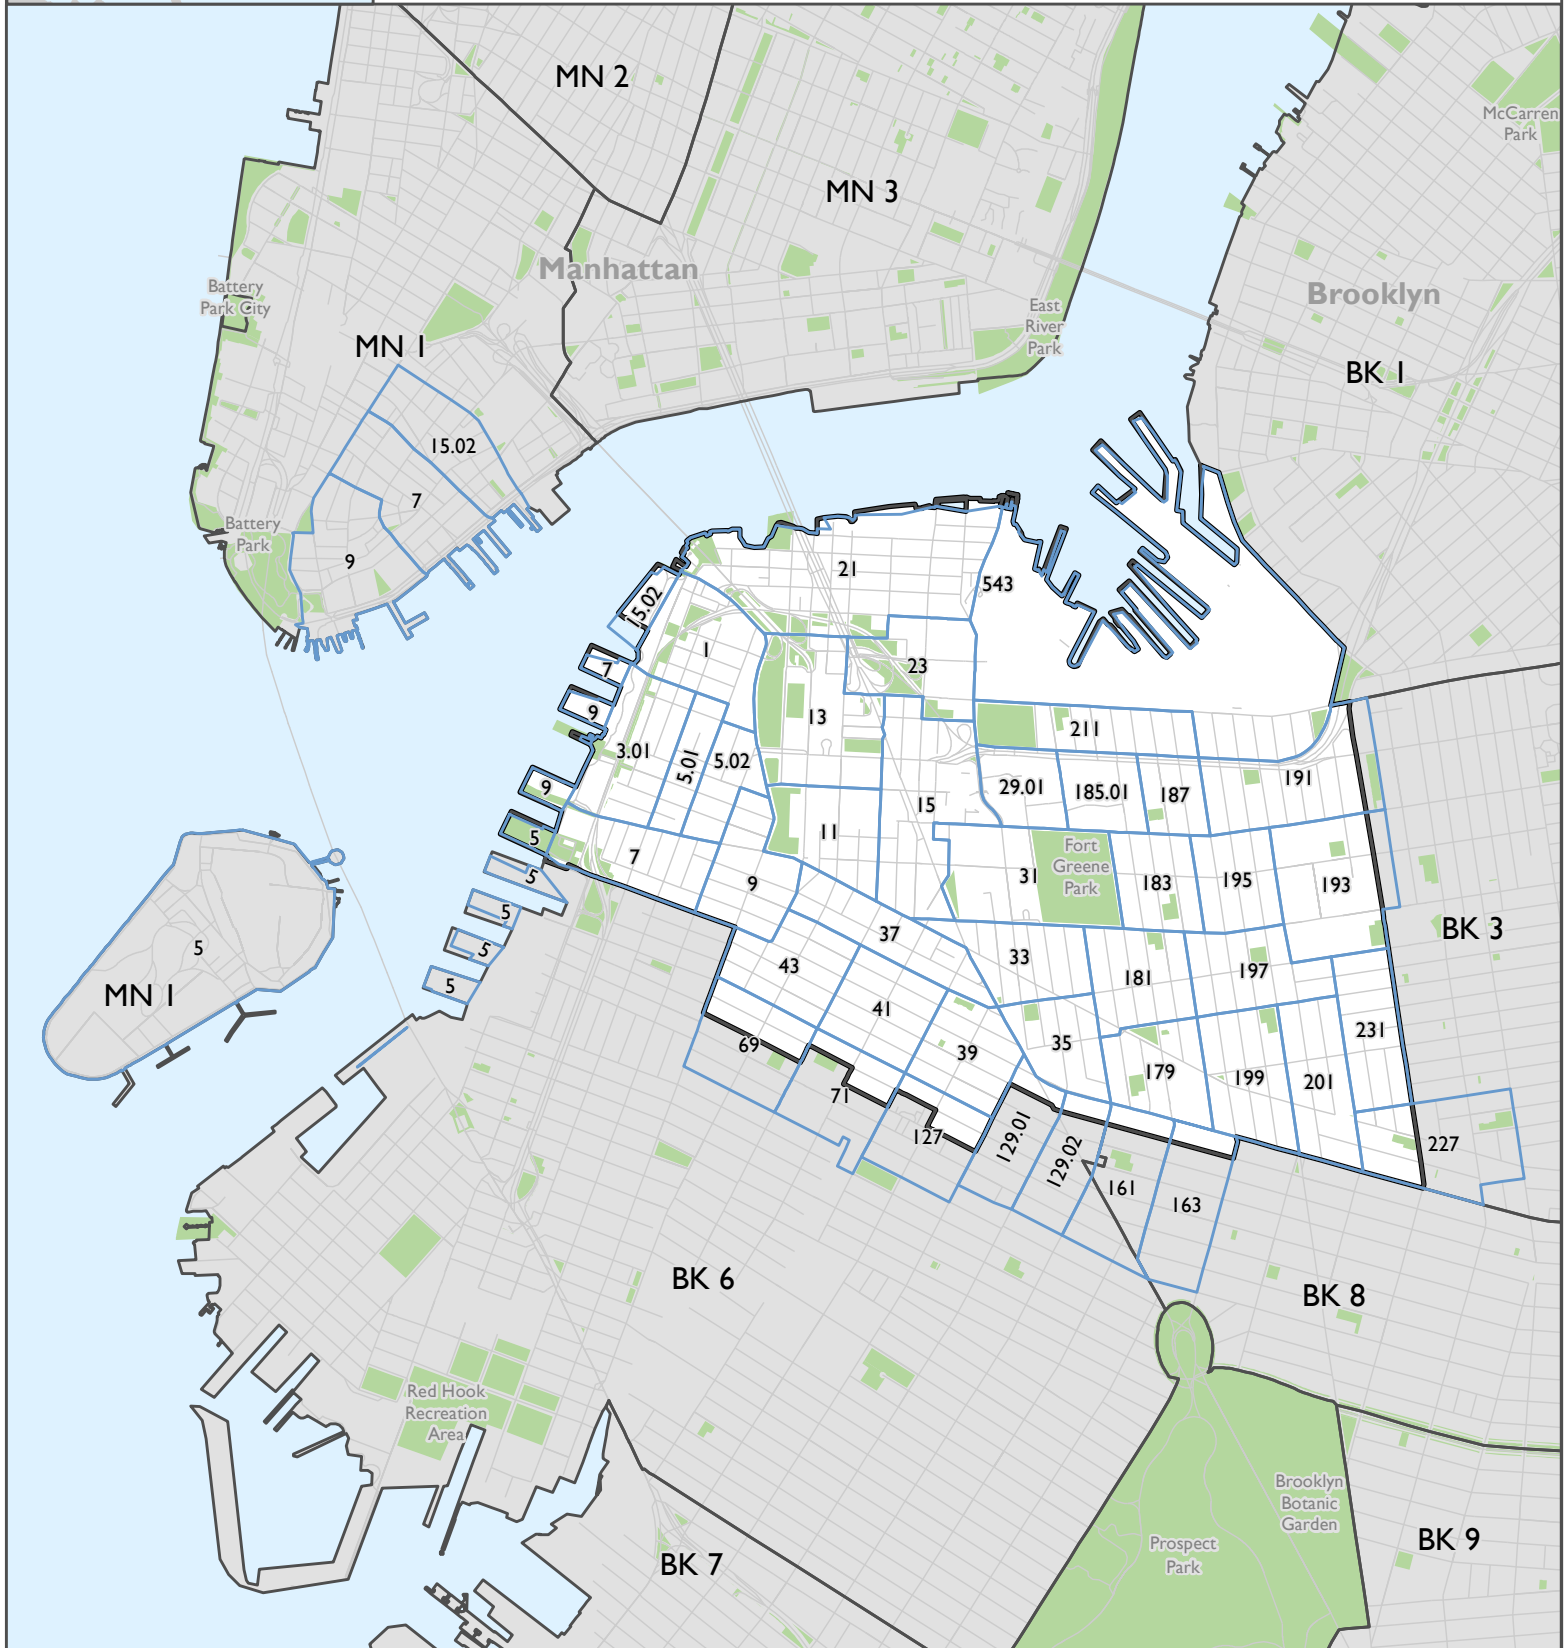 MN 2
McCarren
Park
MN 3
Manhattan
Battery
Park City
Brooklyn
East
River
Park
MN 1
BK 1
15.02
7
Battery
Park
9
21
543
15.02
1
23
7
9
13
211
3.01
5.01
5.02
191
9
29.01
185.01
187
15
11
5
7
Fort
Greene
Park
31
9
183
195
193
5
5
37
BK 3
5
5
33
43
197
181
5
MN 1
41
231
69
39
35
179
199
201
71
127
129.01
129.02
227
161
163
BK 6
BK 8
Red Hook
Recreation
Area
Brooklyn
Botanic
Garden
BK 9
Prospect
Park
BK 7